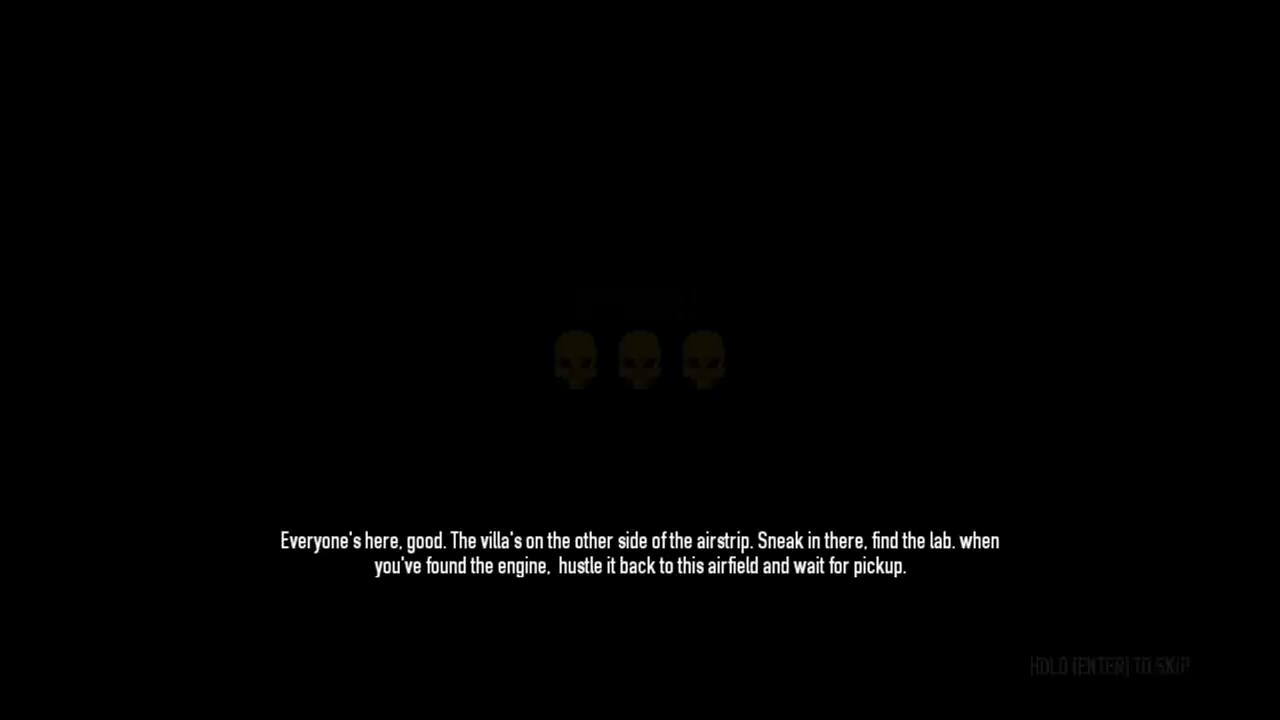 Everyone's here, good. The villa's on the other side of the airstrip. Sneak in there, find the lab. when
you've found the engine,  hustle it back to this airfield and wait for pickup.
HOLD [ENTER] TO SKIP